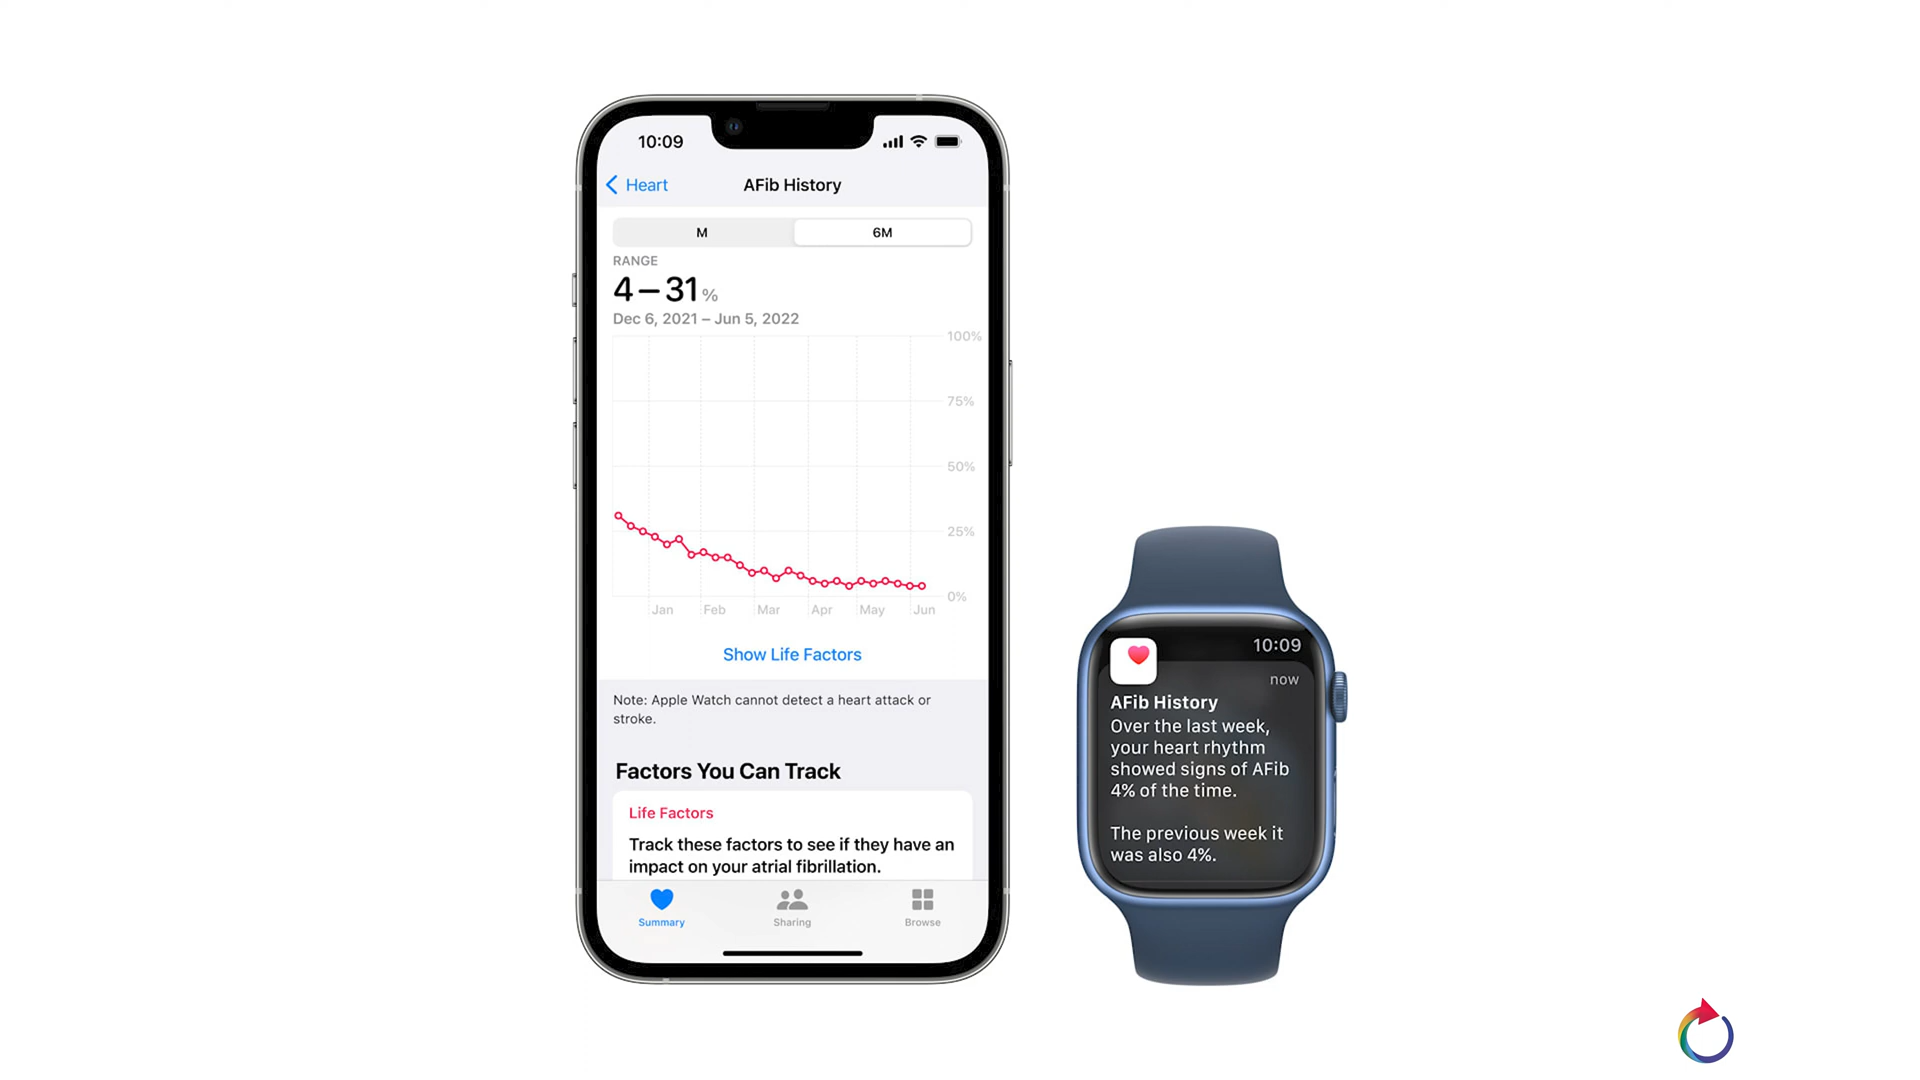 10:09
Heart
AFib History
M
6M
RANGE
4–31%
Dec 6, 2021 – Jun 5, 2022
100%
75%
50%
25%
0%
Jan
Feb
Mar
Apr
May
Jun
Show Life Factors
Note: Apple Watch cannot detect a heart attack or
stroke.
Factors You Can Track
Life Factors
Track these factors to see if they have an
impact on your atrial fibrillation.
Summary
Sharing
Browse
10:09
now
AFib History
Over the last week,
your heart rhythm
showed signs of AFib
4% of the time.
The previous week it
was also 4%.